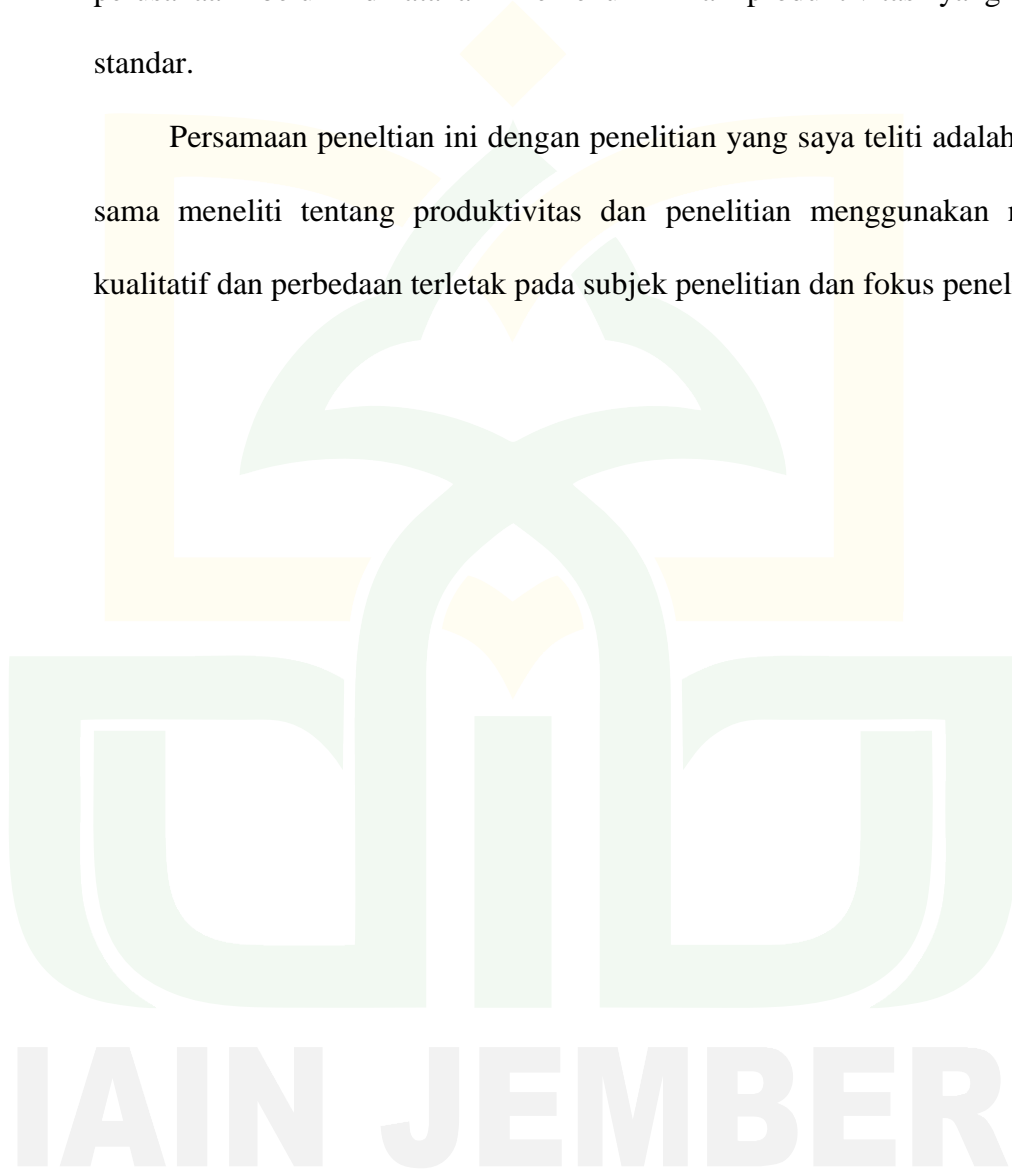 standar.
Persamaan peneltian ini dengan penelitian yang saya teliti adalah
sama meneliti tentang produktivitas dan penelitian menggunakan
kualitatif dan perbedaan terletak pada subjek penelitian dan fokus
IAIN JEMBER